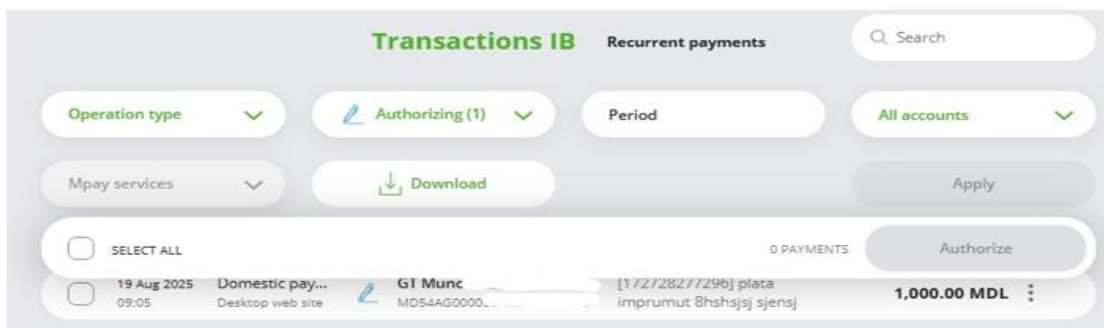 Transactions IB Recurrent payments Search
Operation type Authorizing (1) Period All accounts
Mpay services Download Apply
SELECT ALL 0 PAYMENTS Authorize
19 Aug 2025 Domestic pay... GT Munc [172728277296] plata
09:05 Desktop web site MD54AG0000 imprumut 8hshsjsj sjensj 1,000.00 MDL